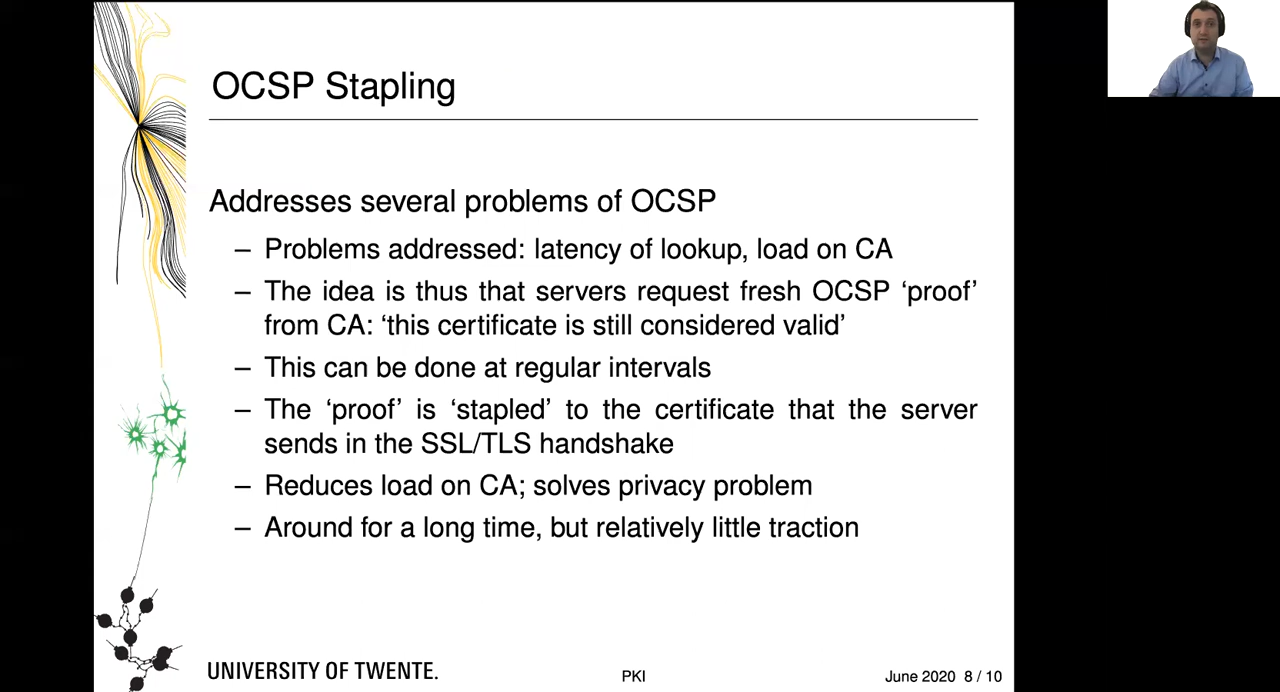 OCSP Stapling
Addresses several problems of OCSP
– Problems addressed: latency of lookup, load on CA
– The idea is thus that servers request fresh OCSP ‘proof’
from CA: ‘this certificate is still considered valid’
– This can be done at regular intervals
– The ‘proof’ is ‘stapled’ to the certificate that the server
sends in the SSL/TLS handshake
– Reduces load on CA; solves privacy problem
– Around for a long time, but relatively little traction
UNIVERSITY OF TWENTE.
PKI
June 2020 8 / 10